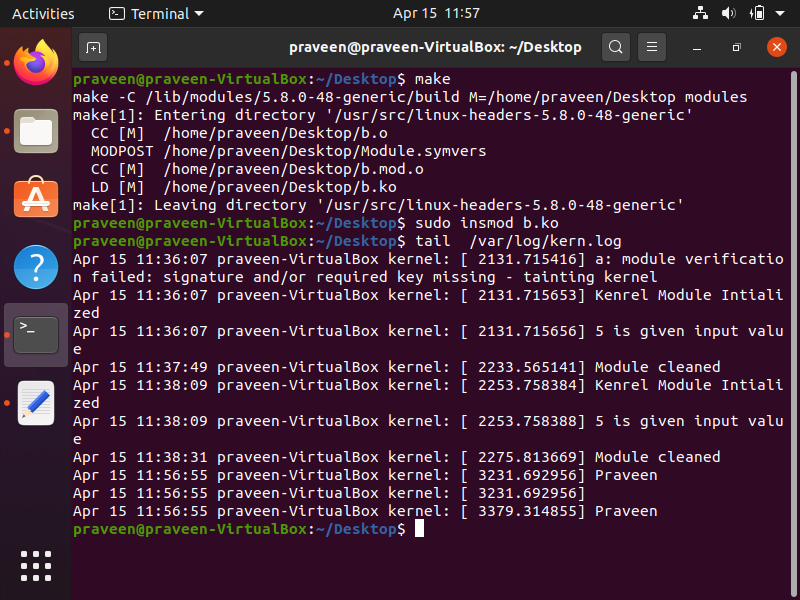 Activities
Terminal
Apr 15 11:57
praveen@praveen-VirtualBox: ~/Desktop
praveen@praveen-VirtualBox:~/Desktop$ make
make -C /lib/modules/5.8.0-48-generic/build M=/home/praveen/Desktop modules
make[1]: Entering directory '/usr/src/linux-headers-5.8.0-48-generic'
  CC [M]  /home/praveen/Desktop/b.o
  MODPOST /home/praveen/Desktop/Module.symvers
  CC [M]  /home/praveen/Desktop/b.mod.o
  LD [M]  /home/praveen/Desktop/b.ko
make[1]: Leaving directory '/usr/src/linux-headers-5.8.0-48-generic'
praveen@praveen-VirtualBox:~/Desktop$ sudo insmod b.ko
praveen@praveen-VirtualBox:~/Desktop$ tail  /var/log/kern.log
Apr 15 11:36:07 praveen-VirtualBox kernel: [ 2131.715416] a: module verificatio
n failed: signature and/or required key missing - tainting kernel
Apr 15 11:36:07 praveen-VirtualBox kernel: [ 2131.715653] Kenrel Module Intiali
zed
Apr 15 11:36:07 praveen-VirtualBox kernel: [ 2131.715656] 5 is given input valu
e
Apr 15 11:37:49 praveen-VirtualBox kernel: [ 2233.565141] Module cleaned
Apr 15 11:38:09 praveen-VirtualBox kernel: [ 2253.758384] Kenrel Module Intiali
zed
Apr 15 11:38:09 praveen-VirtualBox kernel: [ 2253.758388] 5 is given input valu
e
Apr 15 11:38:31 praveen-VirtualBox kernel: [ 2275.813669] Module cleaned
Apr 15 11:56:55 praveen-VirtualBox kernel: [ 3231.692956] Praveen
Apr 15 11:56:55 praveen-VirtualBox kernel: [ 3231.692956]
Apr 15 11:56:55 praveen-VirtualBox kernel: [ 3379.314855] Praveen
praveen@praveen-VirtualBox:~/Desktop$